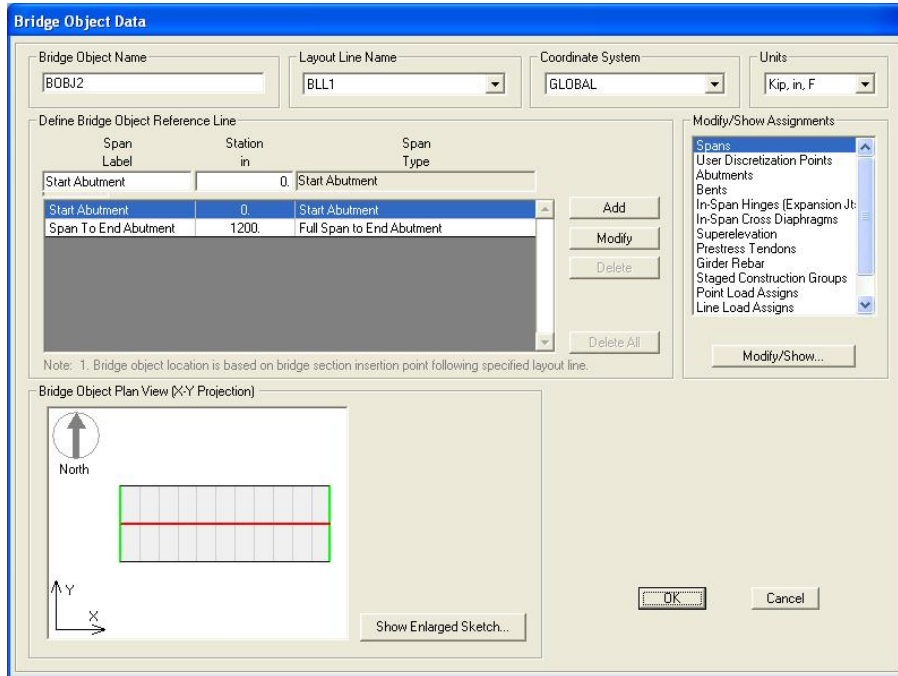 Bridge Object Data
Bridge Object Name
BOBJ2
Layout Line Name
BLL1
Coordinate System
GLOBAL
Units
Kip, in, F
Define Bridge Object Reference Line
Span Label
Station in
Span Type
Start Abutment
0.
Start Abutment
Start Abutment 0. Start Abutment
Span To End Abutment 1200. Full Span to End Abutment
Add
Modify
Delete
Delete All
Note: 1. Bridge object location is based on bridge section insertion point following specified layout line.
Modify/Show Assignments
Spans
User Discretization Points
Abutments
Bents
In-Span Hinges (Expansion Jt
In-Span Cross Diaphragms
Superelevation
Prestress Tendons
Girder Rebar
Staged Construction Groups
Point Load Assigns
Line Load Assigns
Modify/Show...
Bridge Object Plan View (X-Y Projection)
North
Y
X
Show Enlarged Sketch...
OK
Cancel